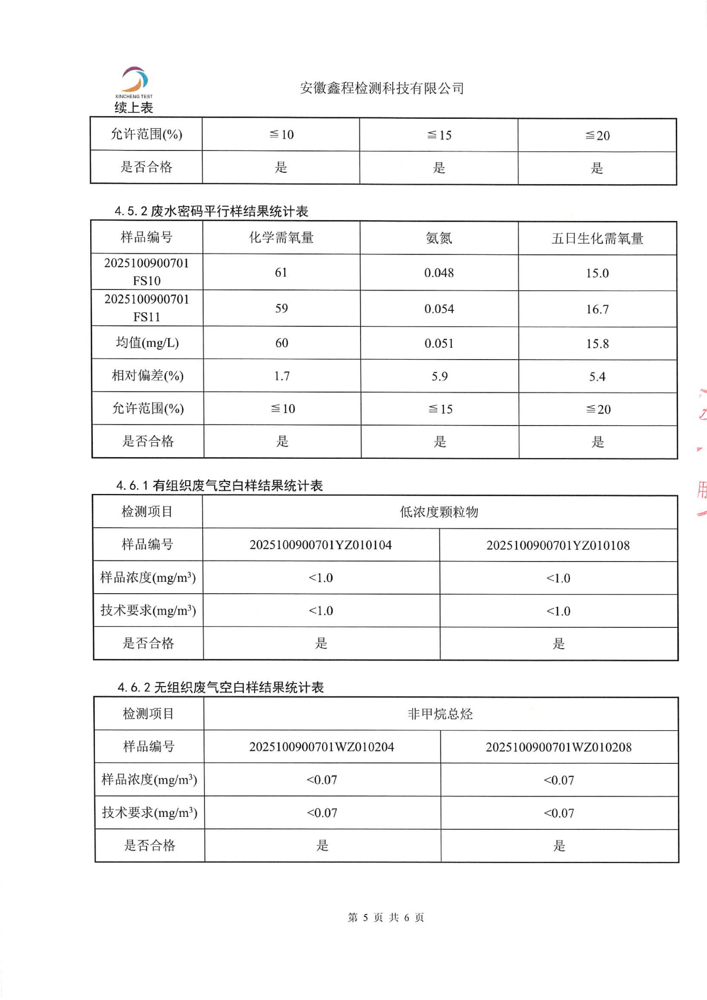 XINCHENG TEST
安徽鑫程检测科技有限公司
续上表
允许范围(%) ≦10 ≦15 ≦20
是否合格 是 是 是
4.5.2废水密码平行样结果统计表
样品编号 化学需氧量 氨氮 五日生化需氧量
2025100900701
FS10 61 0.048 15.0
2025100900701
FS11 59 0.054 16.7
均值(mg/L) 60 0.051 15.8
相对偏差(%) 1.7 5.9 5.4
允许范围(%) ≦10 ≦15 ≦20
是否合格 是 是 是
4.6.1有组织废气空白样结果统计表
检测项目 低浓度颗粒物
样品编号 2025100900701YZ010104 2025100900701YZ010108
样品浓度(mg/m³) <1.0 <1.0
技术要求(mg/m³) <1.0 <1.0
是否合格 是 是
4.6.2无组织废气空白样结果统计表
检测项目 非甲烷总烃
样品编号 2025100900701WZ010204 2025100900701WZ010208
样品浓度(mg/m³) <0.07 <0.07
技术要求(mg/m³) <0.07 <0.07
是否合格 是 是
用
第 5 页 共 6 页